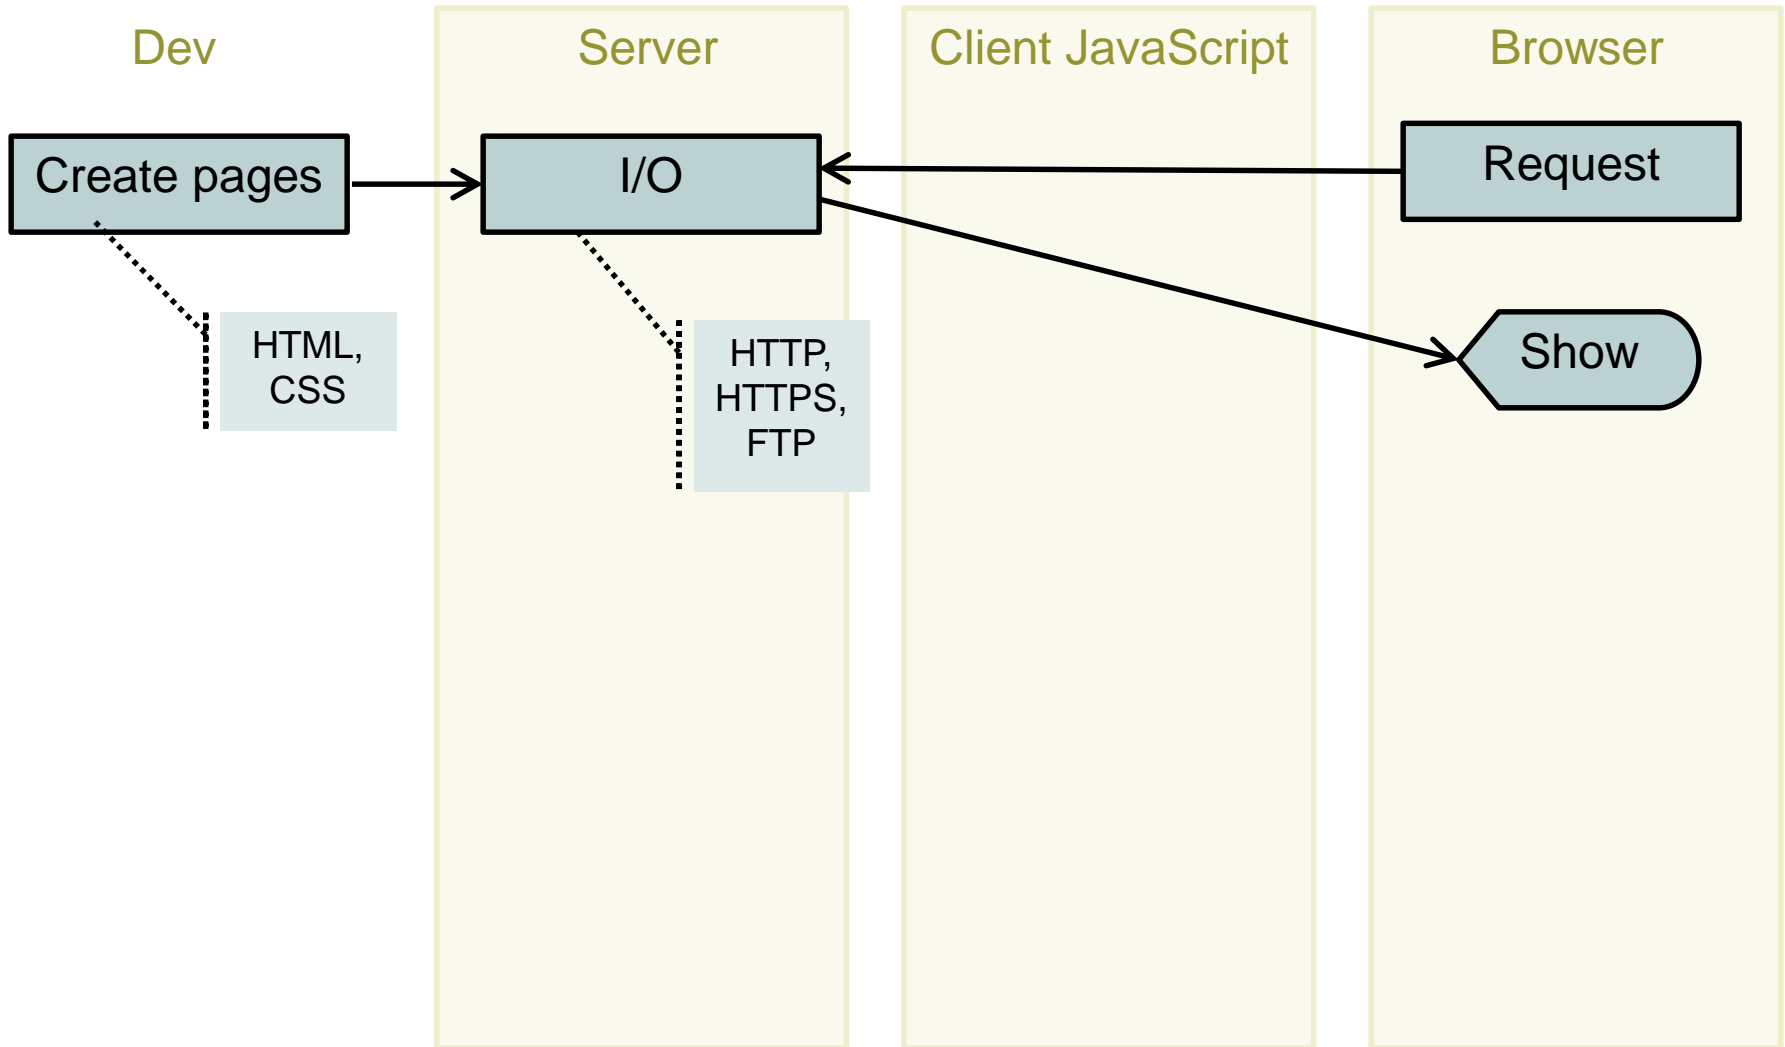 Dev
Server
Client JavaScript
Browser
Create pages
I/O
Request
HTML,
CSS
HTTP,
HTTPS,
FTP
Show